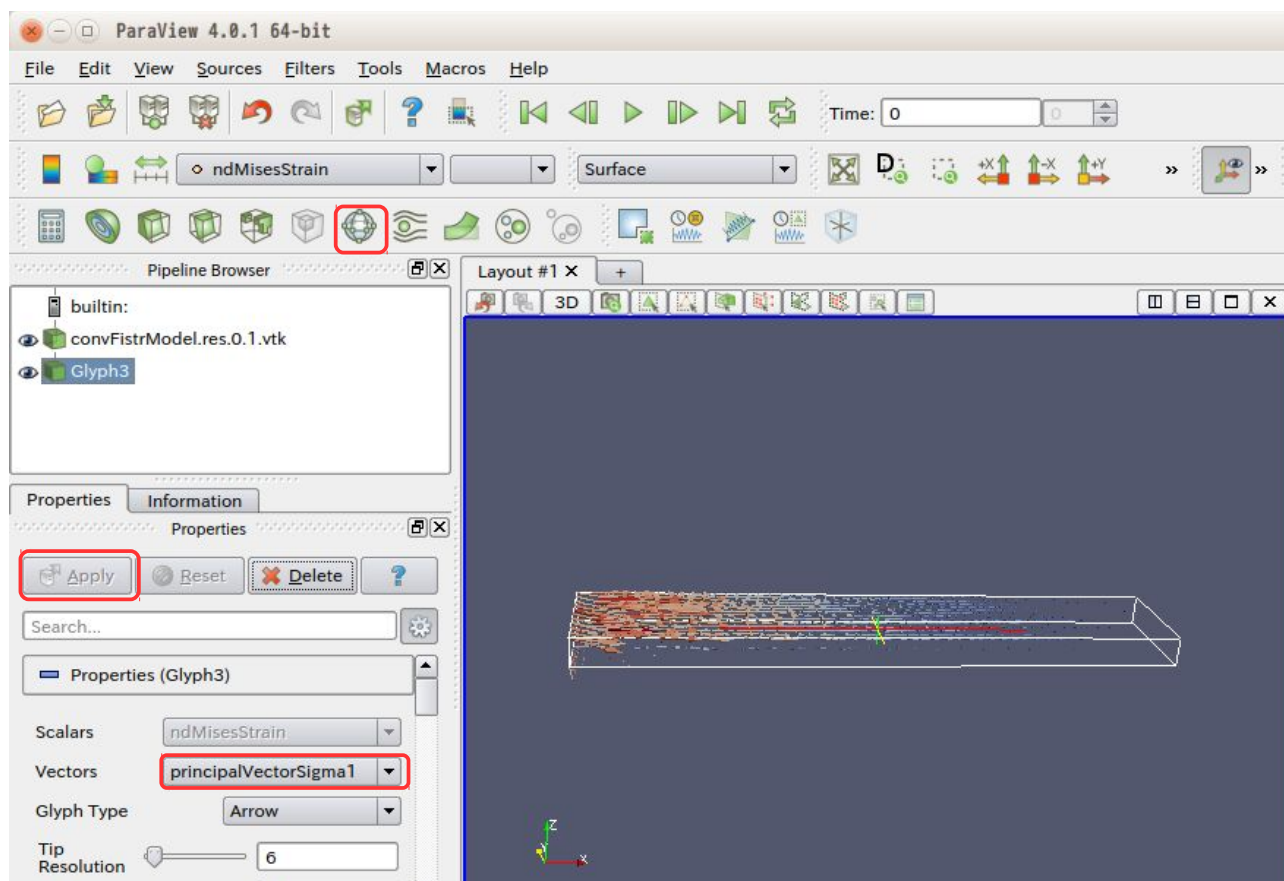 ParaView 4.0.1 64-bit
File Edit View Sources Filters Tools Macros Help
? Time: 0 0
ndMisesStrain Surface D +X -X +Y » »
Pipeline Browser Layout #1 +
3D
builtin:
convFistrModel.res.0.1.vtk
Glyph3
Properties Information
Properties
Apply Reset Delete ?
Search...
Properties (Glyph3)
Scalars ndMisesStrain
Vectors principalVectorSigma1
Glyph Type Arrow
Tip
Resolution 6
Z
Y
X